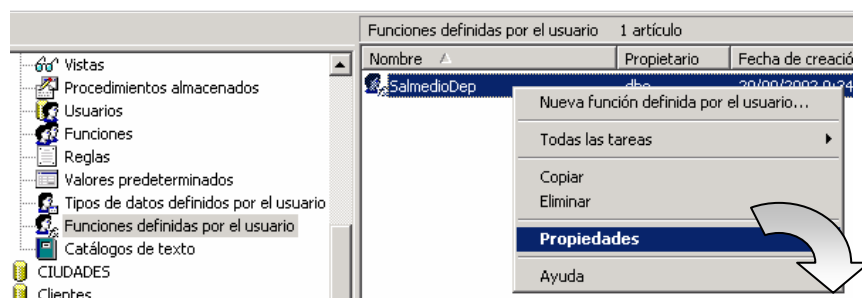 Funciones definidas por el usuario 1 artículo
Nombre Propietario Fecha de creació
Vistas
Procedimientos almacenados
Usuarios
Funciones
Reglas
Valores predeterminados
Tipos de datos definidos por el usuario
Funciones definidas por el usuario
Catálogos de texto
CIUDADES
Clientes
SalmedioDep dbo
Nueva función definida por el usuario...
Todas las tareas
Copiar
Eliminar
Propiedades
Ayuda